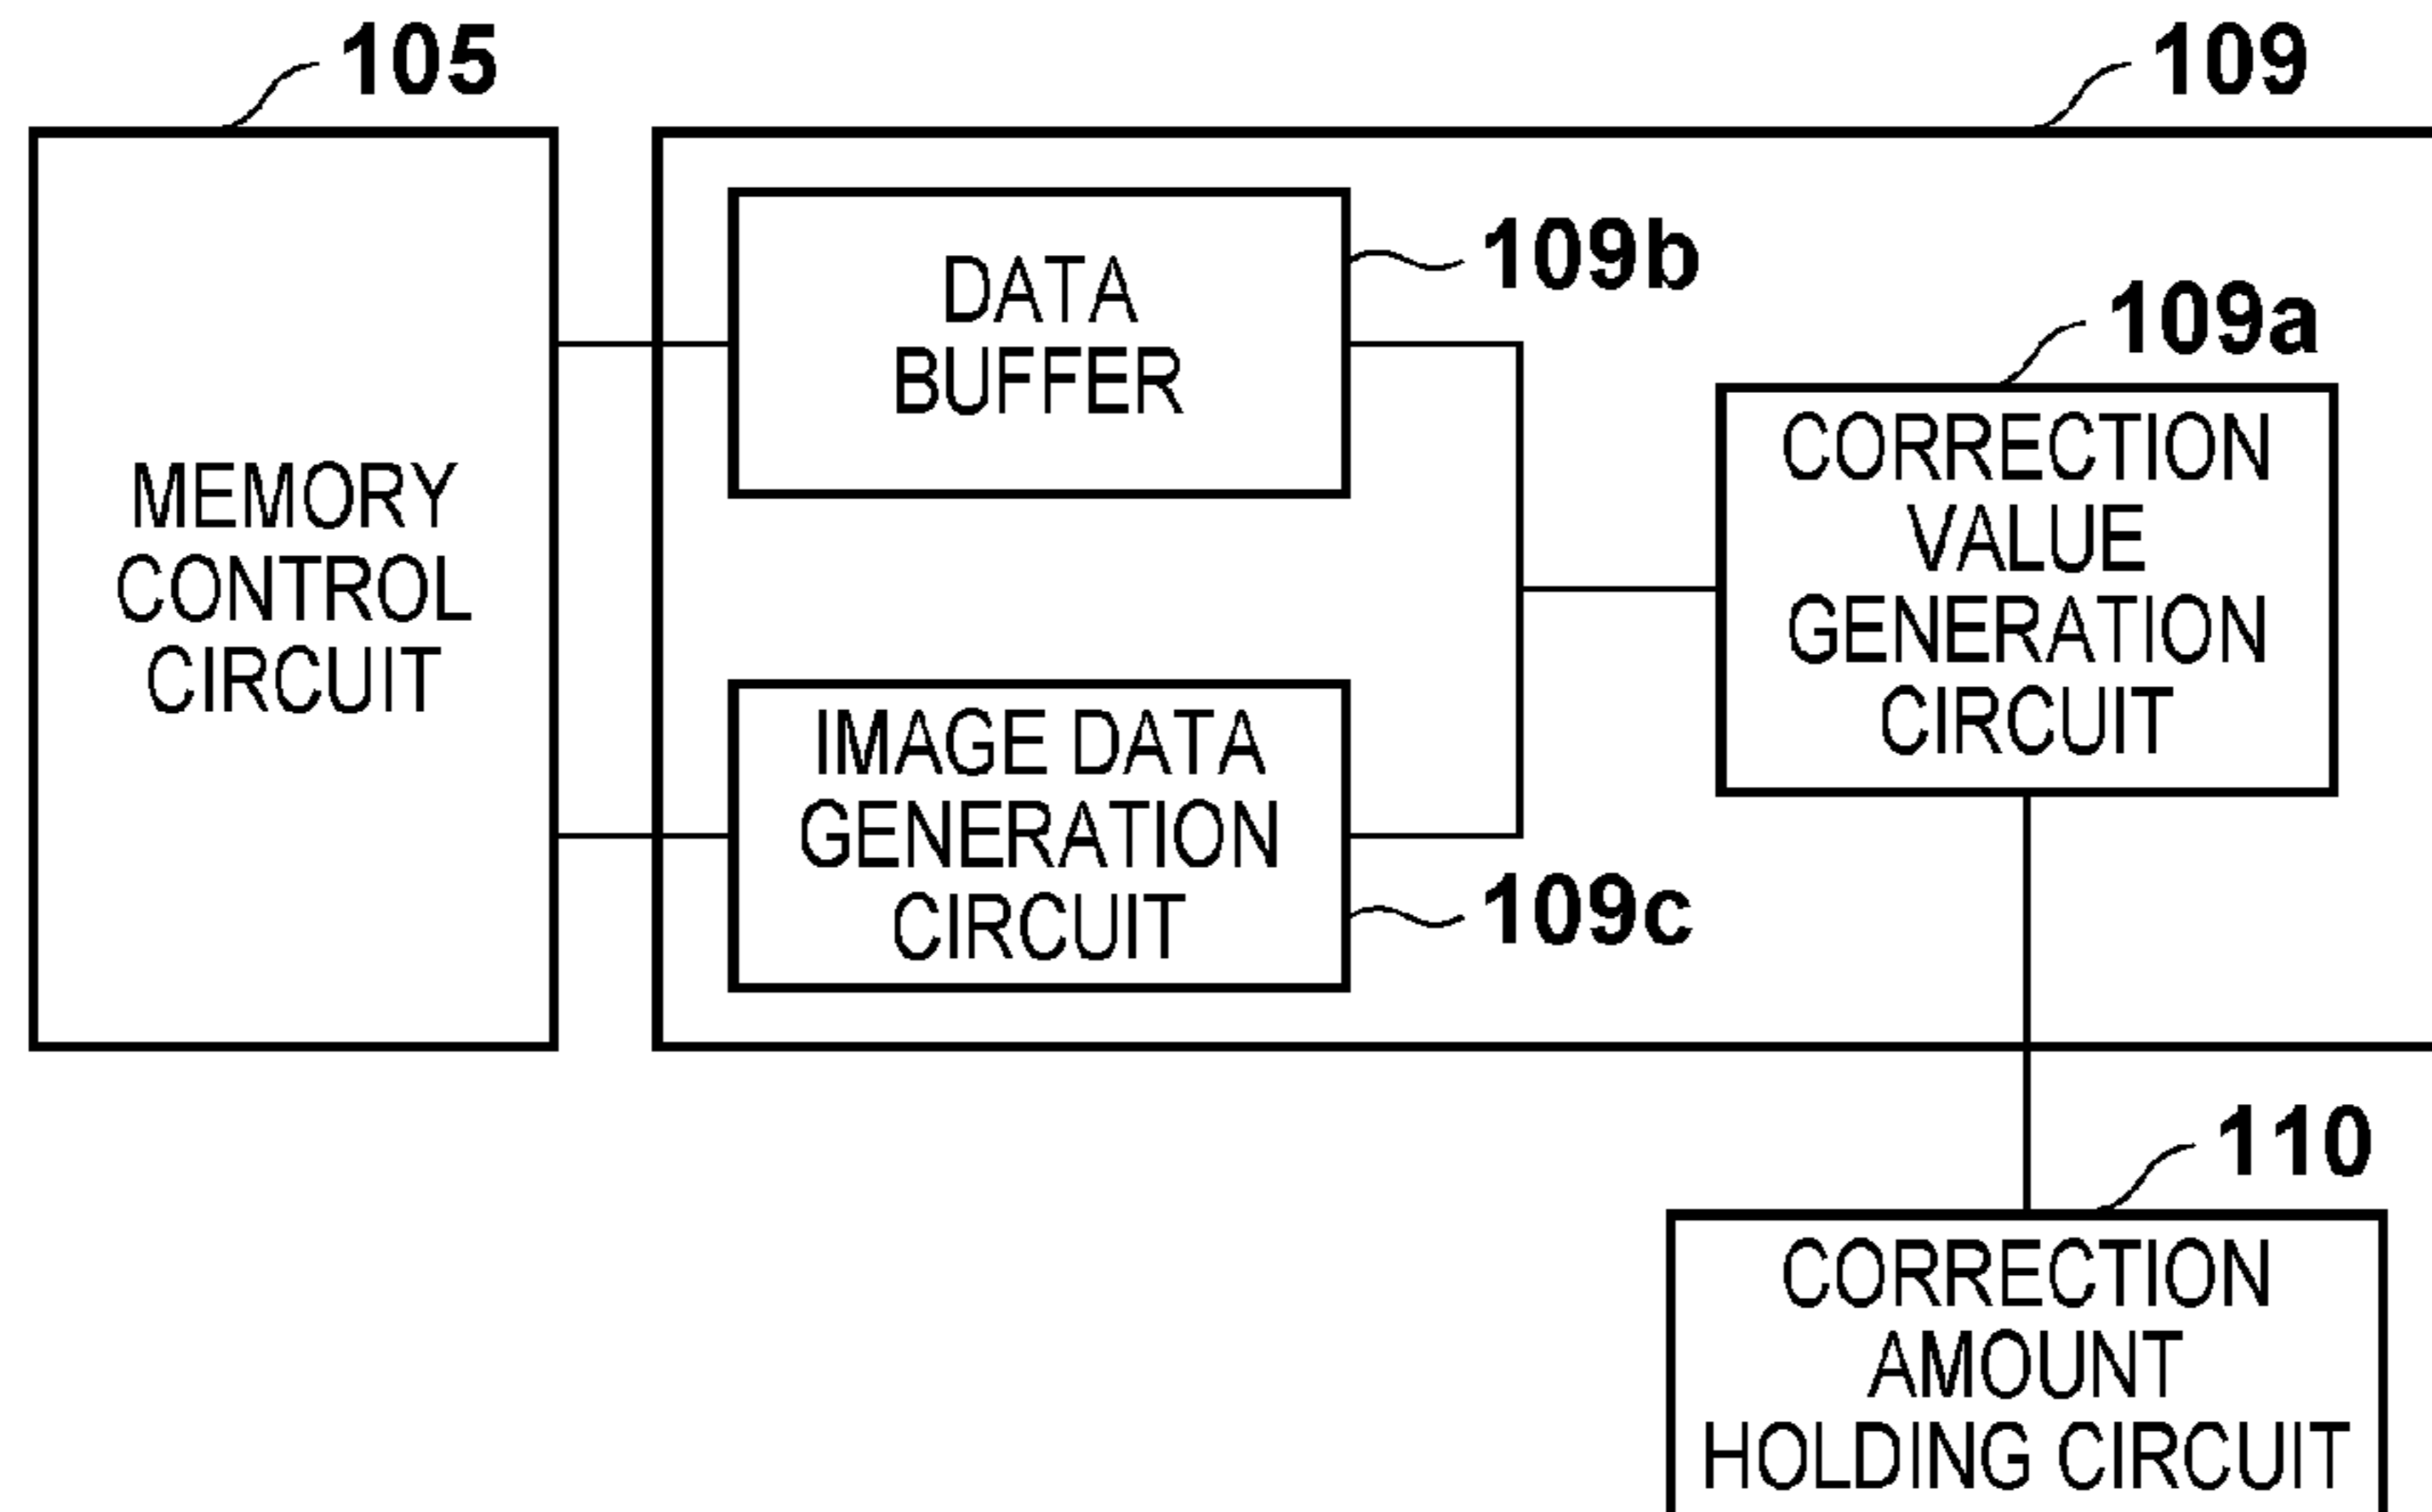 105
109
DATA
BUFFER
109b
109a
MEMORY
CONTROL
CIRCUIT
CORRECTION
VALUE
GENERATION
CIRCUIT
IMAGE DATA
GENERATION
CIRCUIT
109c
110
CORRECTION
AMOUNT
HOLDING CIRCUIT